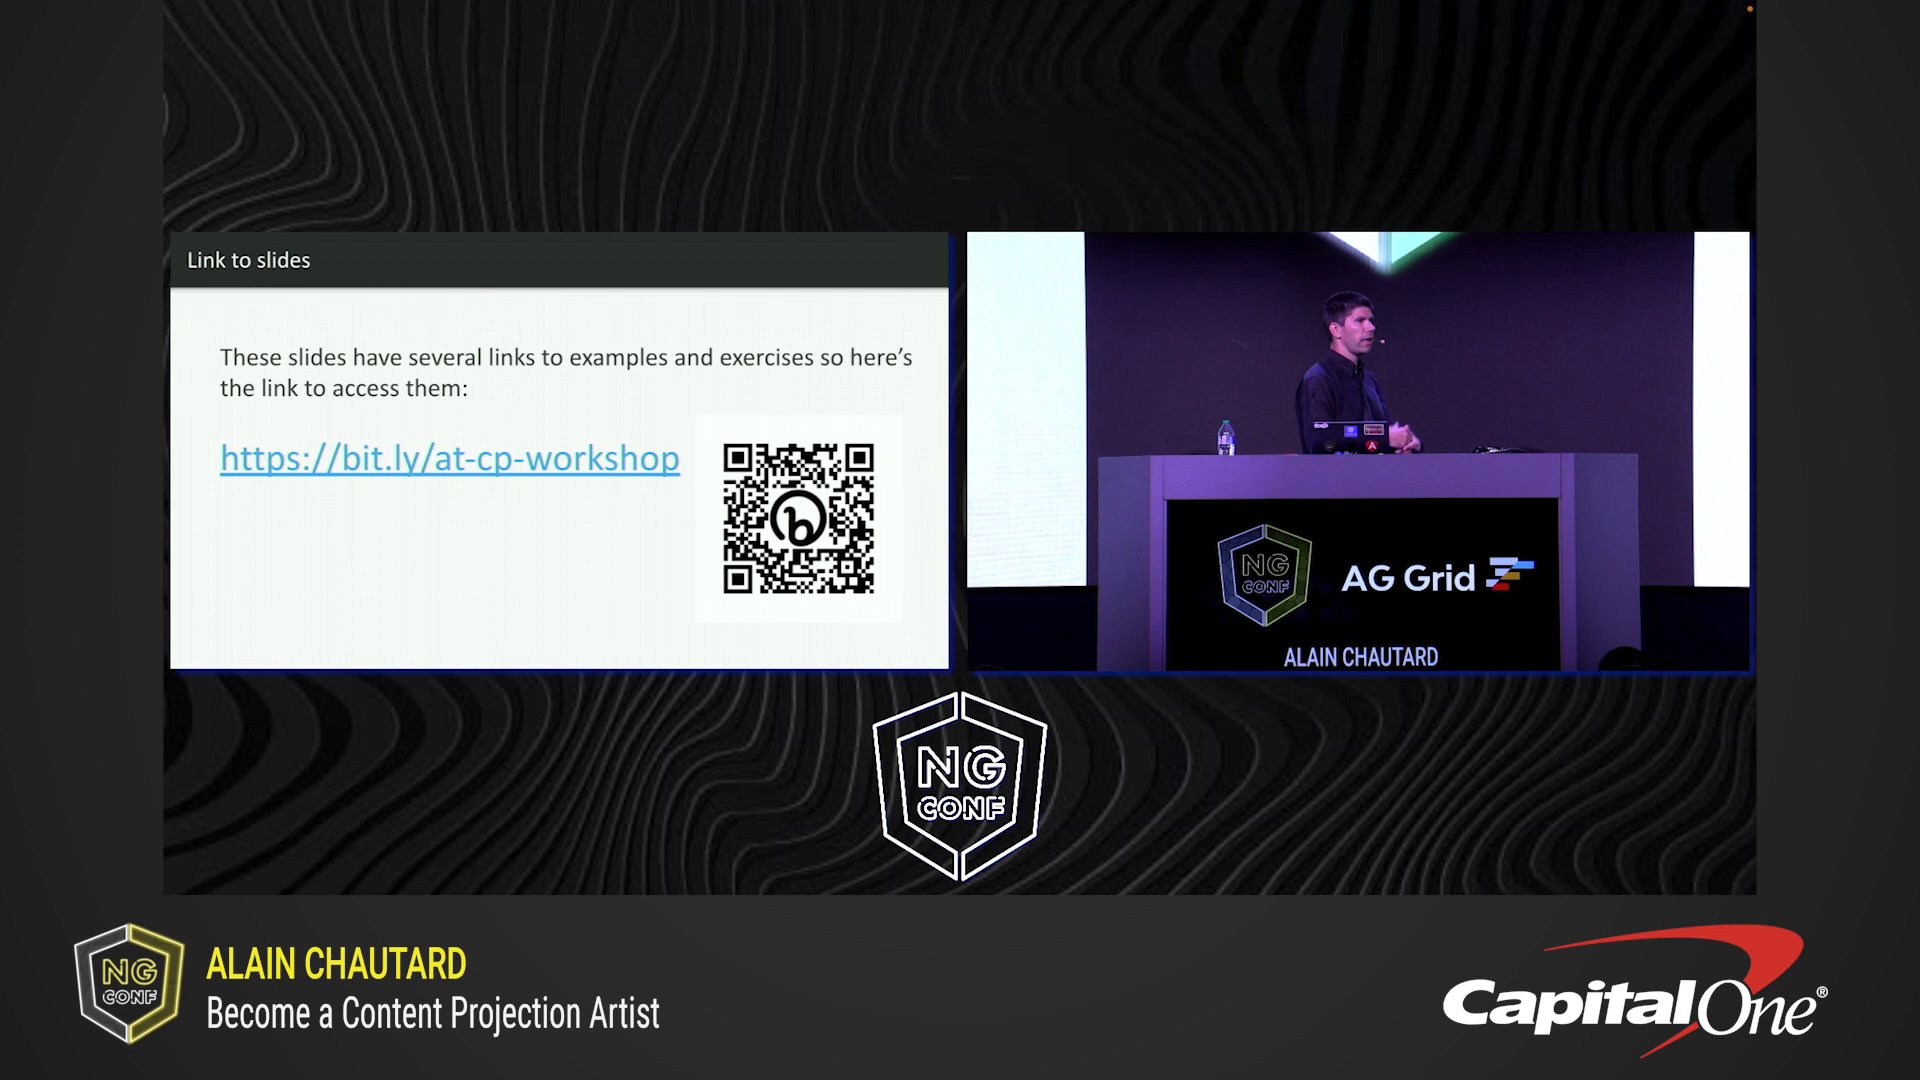 Link to slides
These slides have several links to examples and exercises so here’s
the link to access them:
https://bit.ly/at-cp-workshop
b
NG
CONF
AG Grid
ALAIN CHAUTARD
NG
CONF
NG
CONF
ALAIN CHAUTARD
Become a Content Projection Artist
CapitalOne®